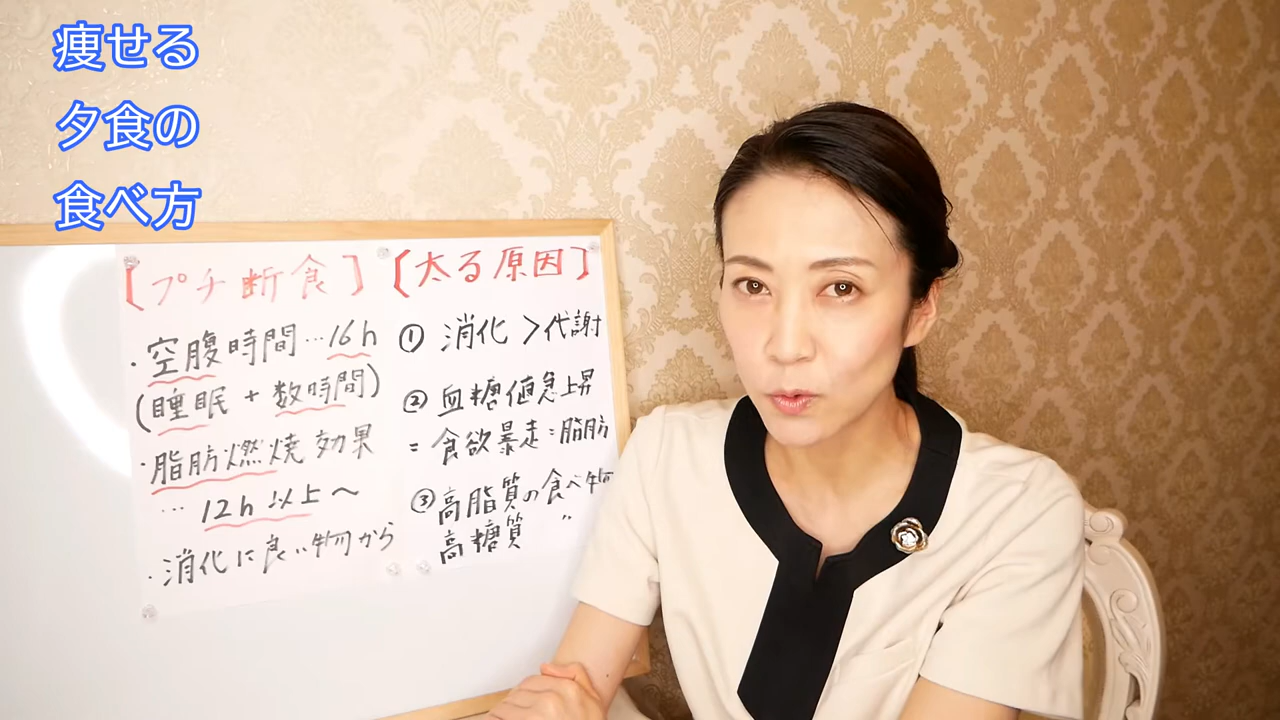 痩せる
夕食の
食べ方
【プチ断食】
・空腹時間…16h
(睡眠 + 数時間)
・脂肪燃焼効果
… 12h以上〜
・消化に良い物から
【太る原因】
① 消化 > 代謝
② 血糖値急上昇
= 食欲暴走=脂肪
③ 高脂質の食べ物
高糖質 〃